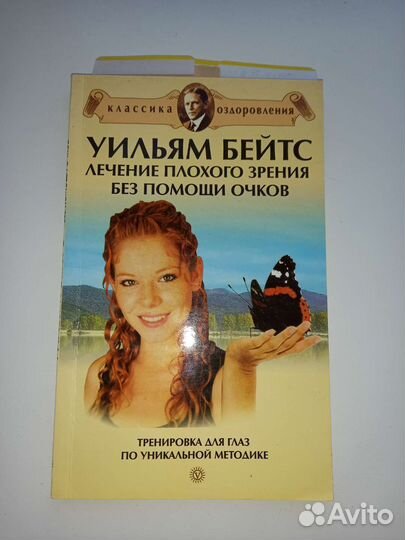 классика оздоровления
УИЛЬЯМ БЕЙТС
ЛЕЧЕНИЕ ПЛОХОГО ЗРЕНИЯ
БЕЗ ПОМОЩИ ОЧКОВ
ТРЕНИРОВКА ДЛЯ ГЛАЗ
ПО УНИКАЛЬНОЙ МЕТОДИКЕ
V
Avito